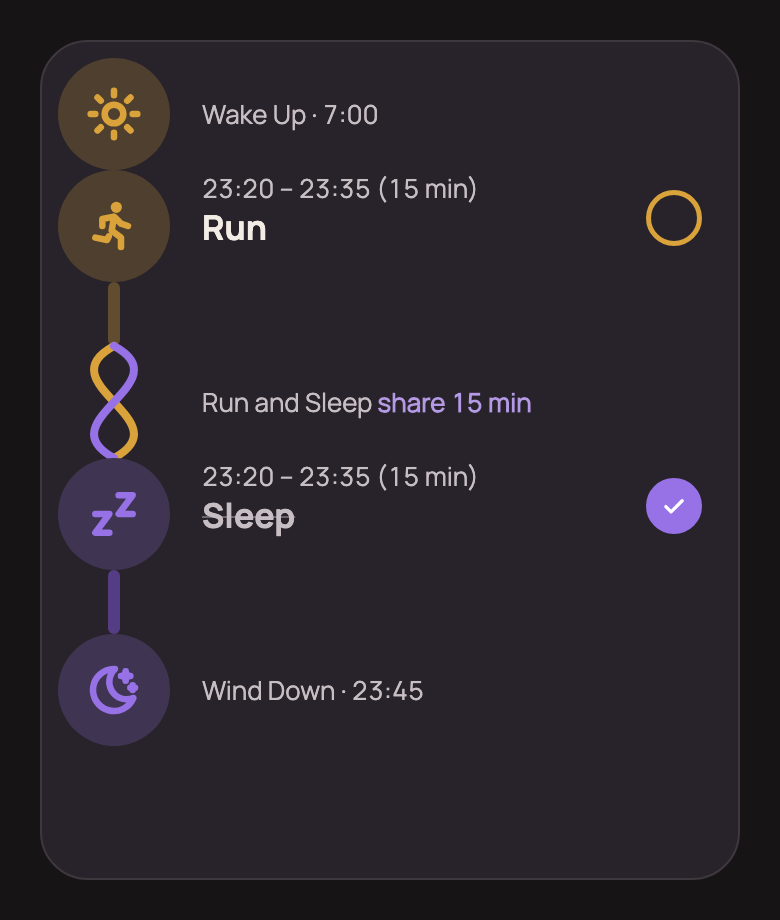 Wake Up · 7:00
23:20 – 23:35 (15 min)
Run
Run and Sleep share 15 min
23:20 – 23:35 (15 min)
Sleep
Wind Down · 23:45